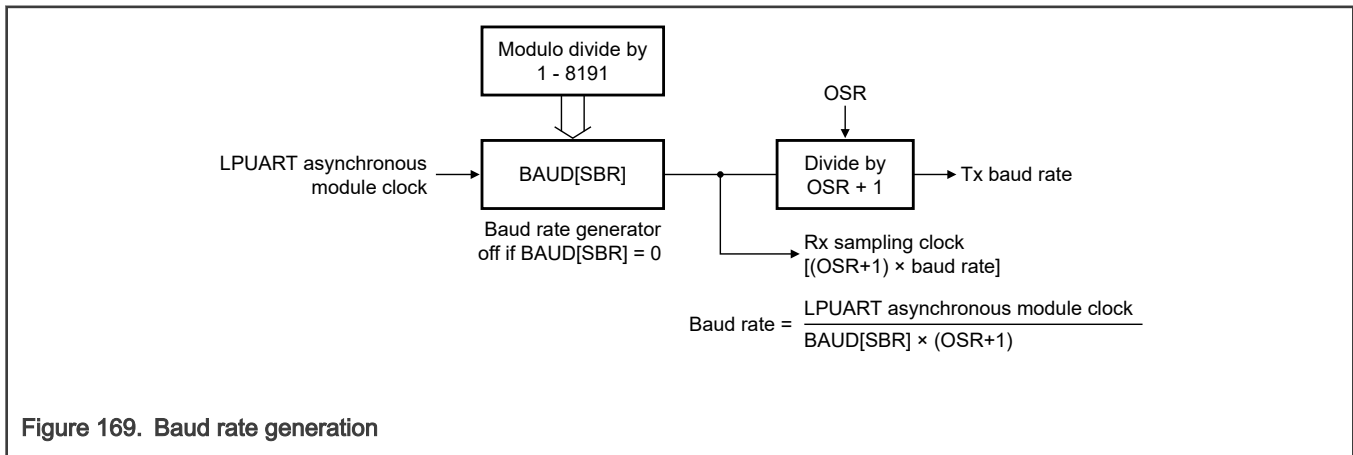 Modulo divide by
1 - 8191
OSR
LPUART asynchronous
module clock
BAUD[SBR]
Divide by
OSR + 1
Tx baud rate
Baud rate generator
off if BAUD[SBR] = 0
Rx sampling clock
[(OSR+1) × baud rate]
Baud rate =
LPUART asynchronous module clock
BAUD[SBR] × (OSR+1)
Figure 169. Baud rate generation